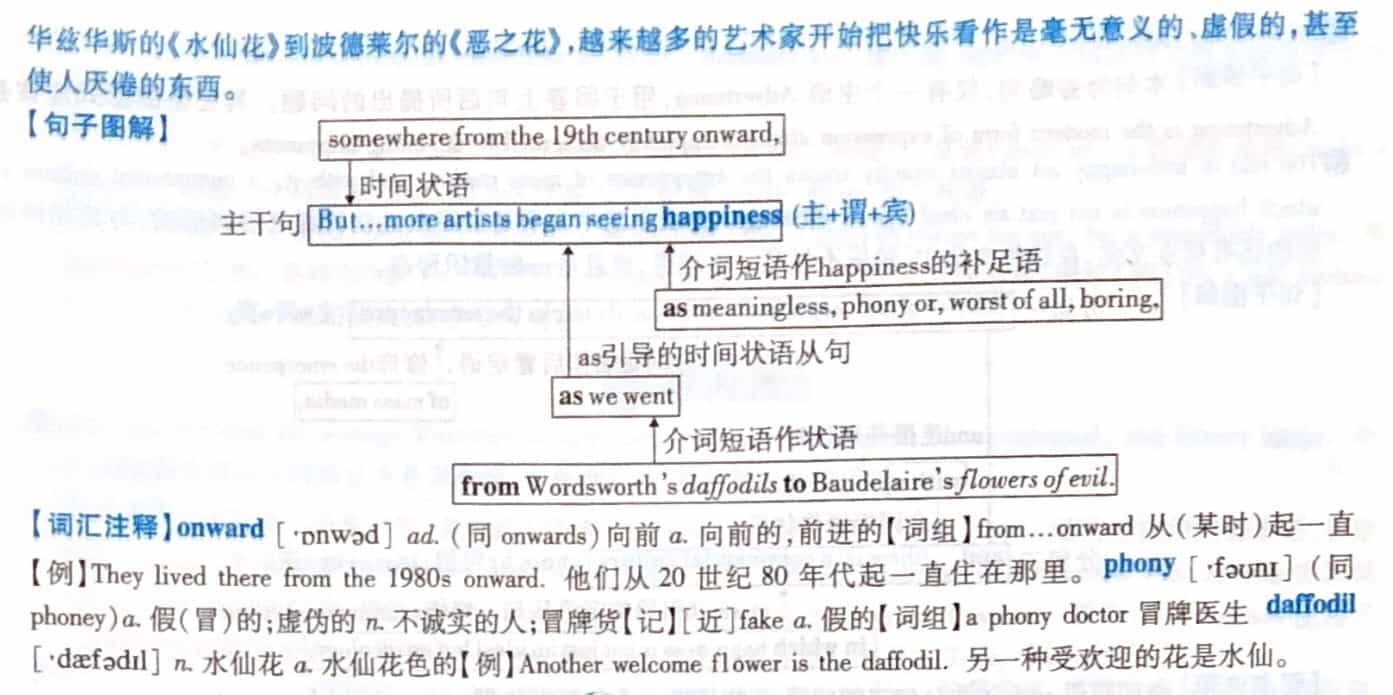 华兹华斯的《水仙花》到波德莱尔的《恶之花》,越来越多的艺术家开始把快乐看作是毫无意义的、虚假的,甚至
使人厌倦的东西。
【句子图解】
somewhere from the 19th century onward,
时间状语
主干句 But…more artists began seeing happiness (主+谓+宾)
介词短语作happiness的补足语
as meaningless, phony or, worst of all, boring,
as引导的时间状语从句
as we went
介词短语作状语
from Wordsworth's daffodils to Baudelaire's flowers of evil.
【词汇注释】onward [ˈɒnwəd] ad. (同 onwards) 向前 a. 向前的;前进的【词组】from…onward 从(某时)起一直
【例】They lived there from the 1980s onward. 他们从 20 世纪 80 年代起一直住在那里。 phony [ˈfəʊnɪ] (同
phoney) a. 假(冒)的;虚伪的 n. 不诚实的人;冒牌货【记】[近]fake a. 假的【词组】a phony doctor 冒牌医生 daffodil
[ˈdæfədɪl] n. 水仙花 a. 水仙花色的【例】Another welcome flower is the daffodil. 另一种受欢迎的花是水仙。